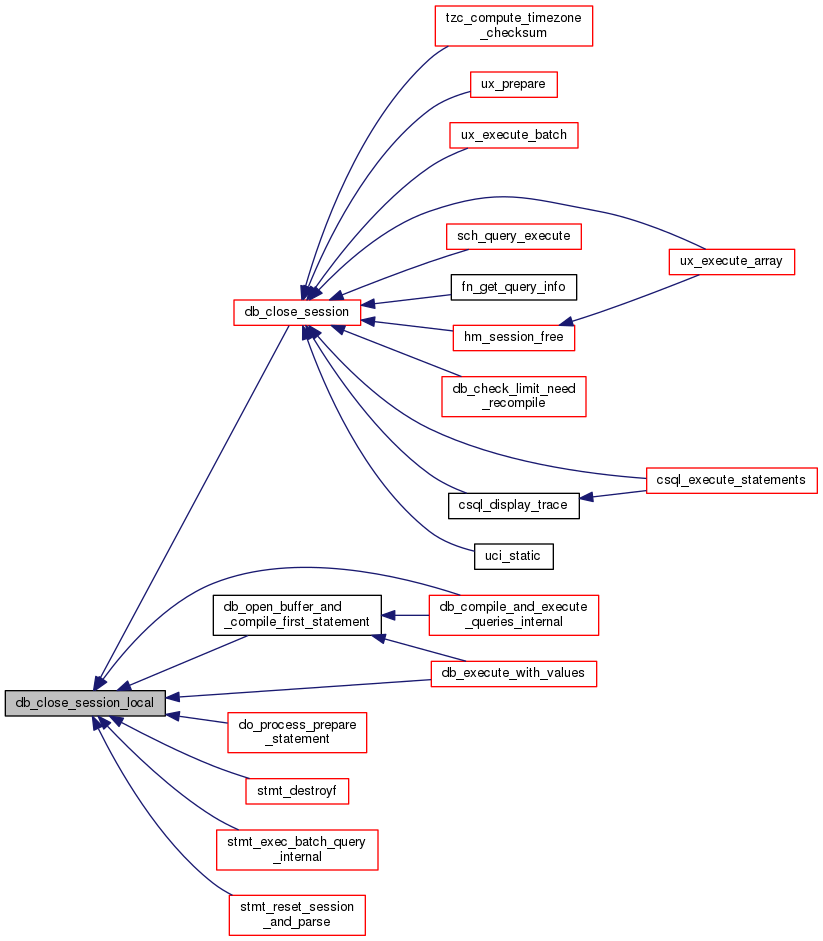 tzc_compute_timezone
_checksum
ux_prepare
ux_execute_batch
sch_query_execute
ux_execute_array
fn_get_query_info
db_close_session
hm_session_free
db_check_limit_need
_recompile
csql_execute_statements
csql_display_trace
uci_static
db_open_buffer_and
_compile_first_statement
db_compile_and_execute
_queries_internal
db_execute_with_values
db_close_session_local
do_process_prepare
_statement
stmt_destroyf
stmt_exec_batch_query
_internal
stmt_reset_session
_and_parse